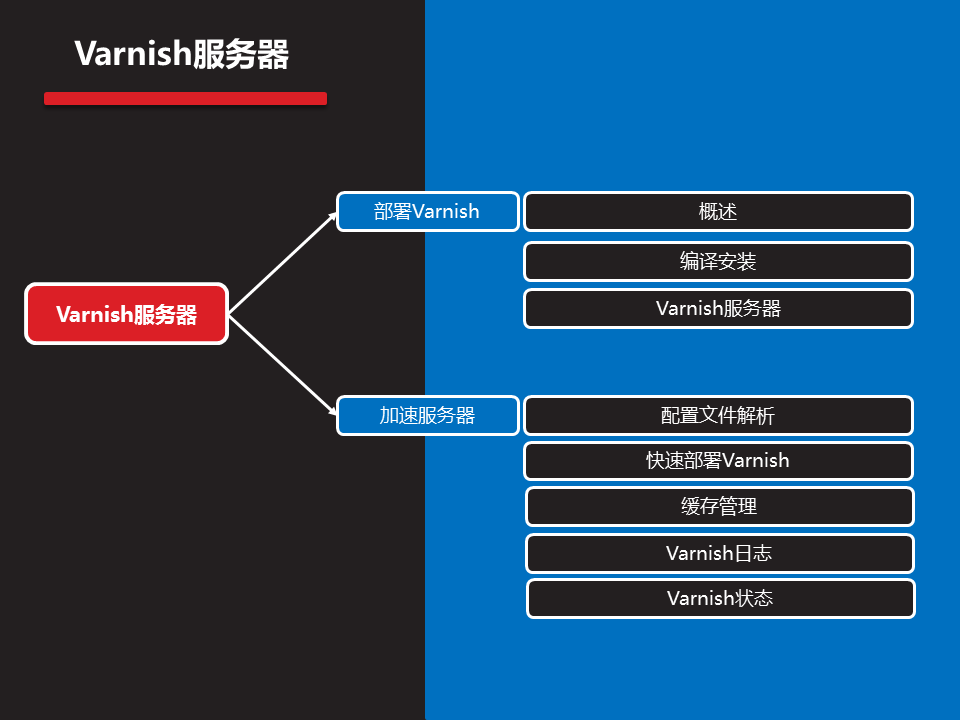 Varnish服务器
部署Varnish
概述
编译安装
Varnish服务器
Varnish服务器
加速服务器
配置文件解析
快速部署Varnish
缓存管理
Varnish日志
Varnish状态